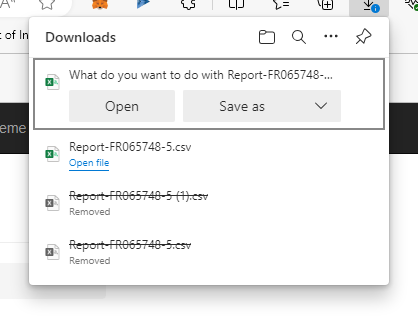 A
t of In
Downloads
What do you want to do with Report-FR065748-...
Open
Save as
eme
Report-FR065748-5.csv
Open file
Report-FR065748-5 (1).csv
Removed
Report-FR065748-5.csv
Removed